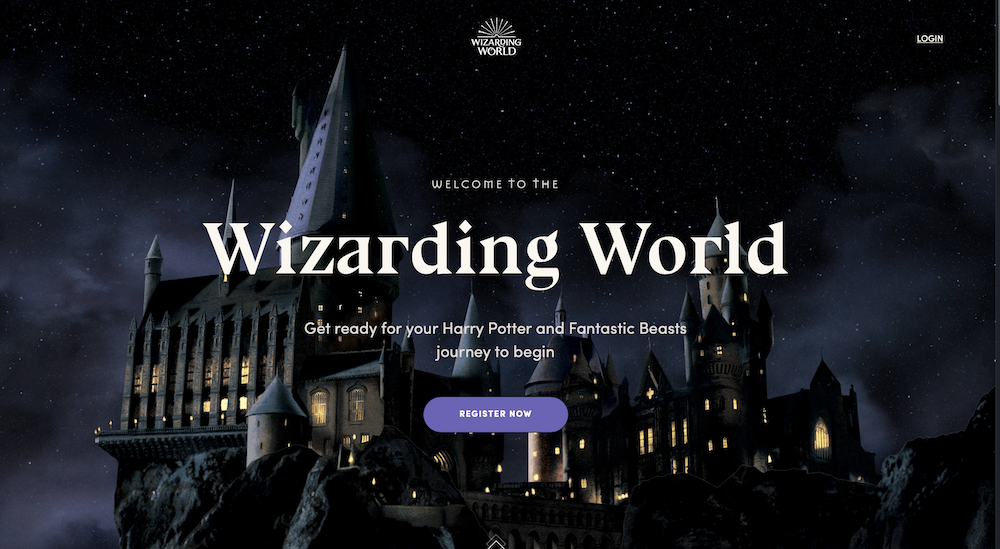 WIZARDING
WORLD
LOGIN
WELCOME TO THE
Wizarding World
Get ready for your Harry Potter and Fantastic Beasts
journey to begin
REGISTER NOW